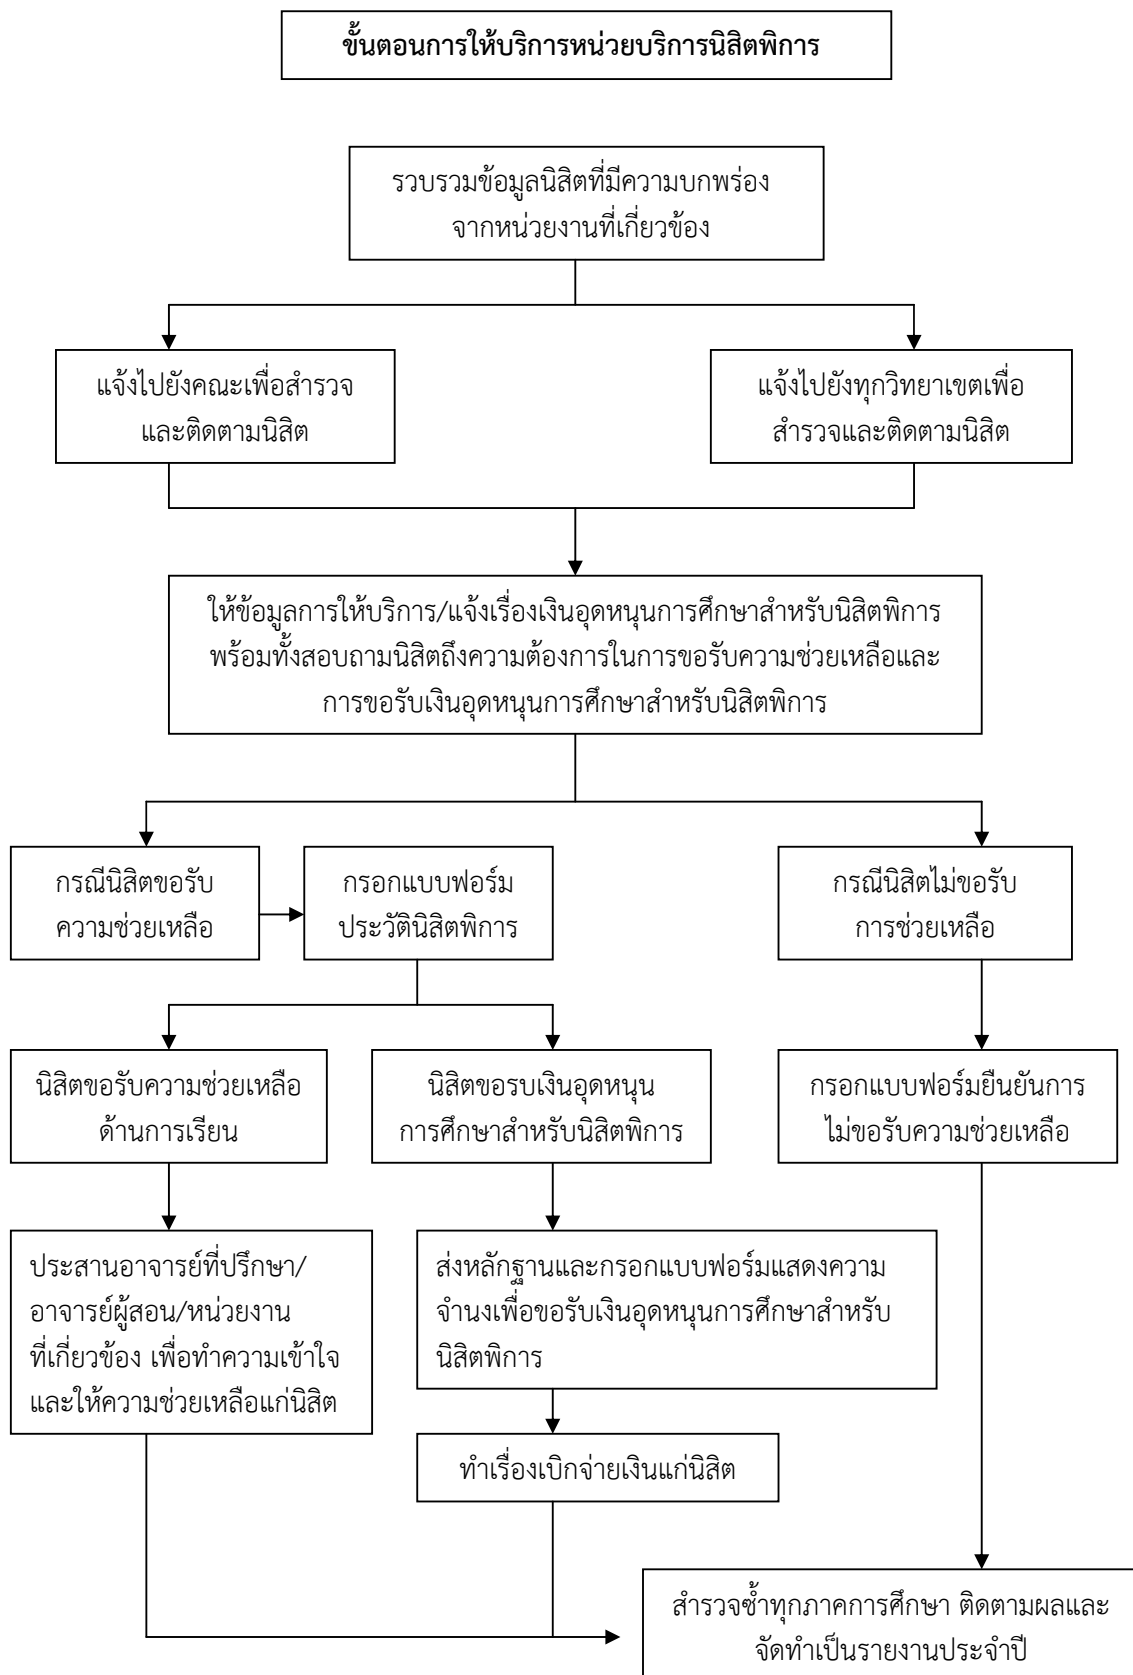 ขั้นตอนการให้บริการหน่วยบริการนิสิตพิการ
รวบรวมข้อมูลนิสิตที่มีความบกพร่อง
จากหน่วยงานที่เกี่ยวข้อง
แจ้งไปยังคณะเพื่อสำรวจ
และติดตามนิสิต
แจ้งไปยังทุกวิทยาเขตเพื่อ
สำรวจและติดตามนิสิต
ให้ข้อมูลการให้บริการ/แจ้งเรื่องเงินอุดหนุนการศึกษาสำหรับนิสิตพิการ
พร้อมทั้งสอบถามนิสิตถึงความต้องการในการขอรับความช่วยเหลือและ
การขอรับเงินอุดหนุนการศึกษาสำหรับนิสิตพิการ
กรณีนิสิตขอรับ
ความช่วยเหลือ
กรอกแบบฟอร์ม
ประวัตินิสิตพิการ
กรณีนิสิตไม่ขอรับ
การช่วยเหลือ
นิสิตขอรับความช่วยเหลือ
ด้านการเรียน
นิสิตขอรบเงินอุดหนุน
การศึกษาสำหรับนิสิตพิการ
กรอกแบบฟอร์มยืนยันการ
ไม่ขอรับความช่วยเหลือ
ประสานอาจารย์ที่ปรึกษา/
อาจารย์ผู้สอน/หน่วยงาน
ที่เกี่ยวข้อง เพื่อทำความเข้าใจ
และให้ความช่วยเหลือแก่นิสิต
ส่งหลักฐานและกรอกแบบฟอร์มแสดงความ
จำนงเพื่อขอรับเงินอุดหนุนการศึกษาสำหรับ
นิสิตพิการ
ทำเรื่องเบิกจ่ายเงินแก่นิสิต
สำรวจซ้ำทุกภาคการศึกษา ติดตามผลและ
จัดทำเป็นรายงานประจำปี